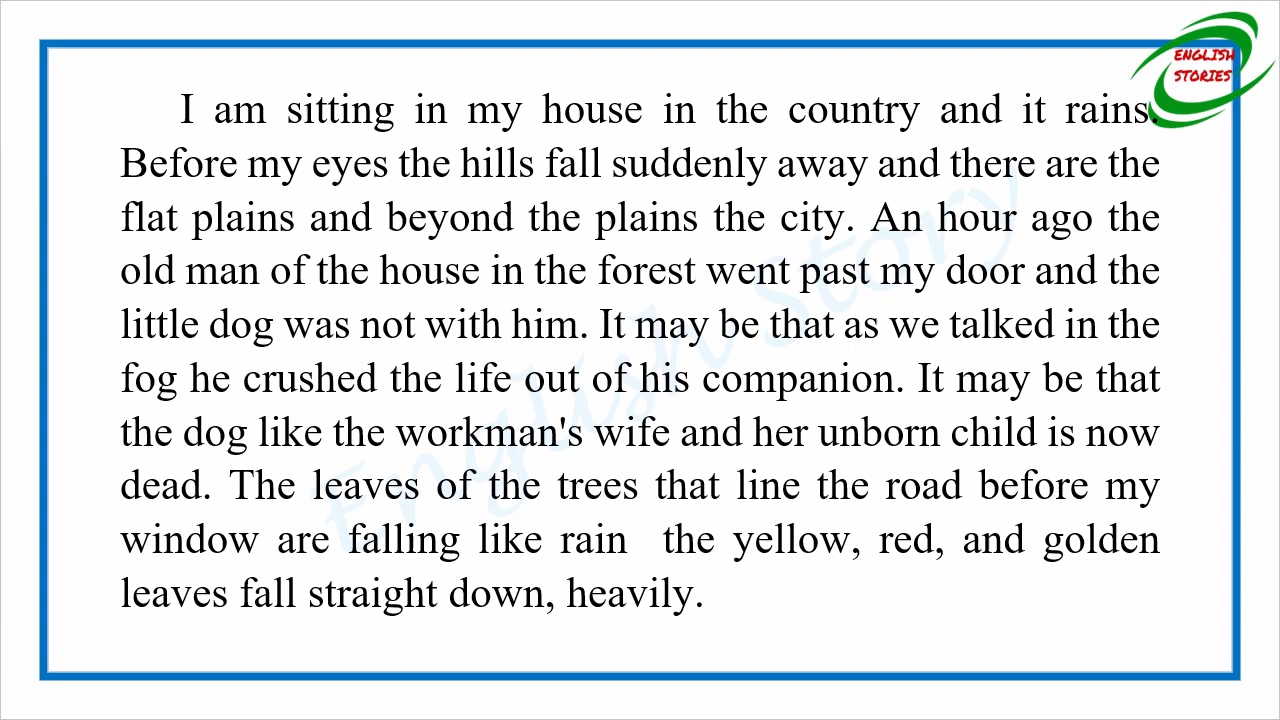 ENGLISH
STORIES
I am sitting in my house in the country and it rains.
Before my eyes the hills fall suddenly away and there are the
flat plains and beyond the plains the city. An hour ago the
old man of the house in the forest went past my door and the
little dog was not with him. It may be that as we talked in the
fog he crushed the life out of his companion. It may be that
the dog like the workman's wife and her unborn child is now
dead. The leaves of the trees that line the road before my
window are falling like rain  the yellow, red, and golden
leaves fall straight down, heavily.
English Story